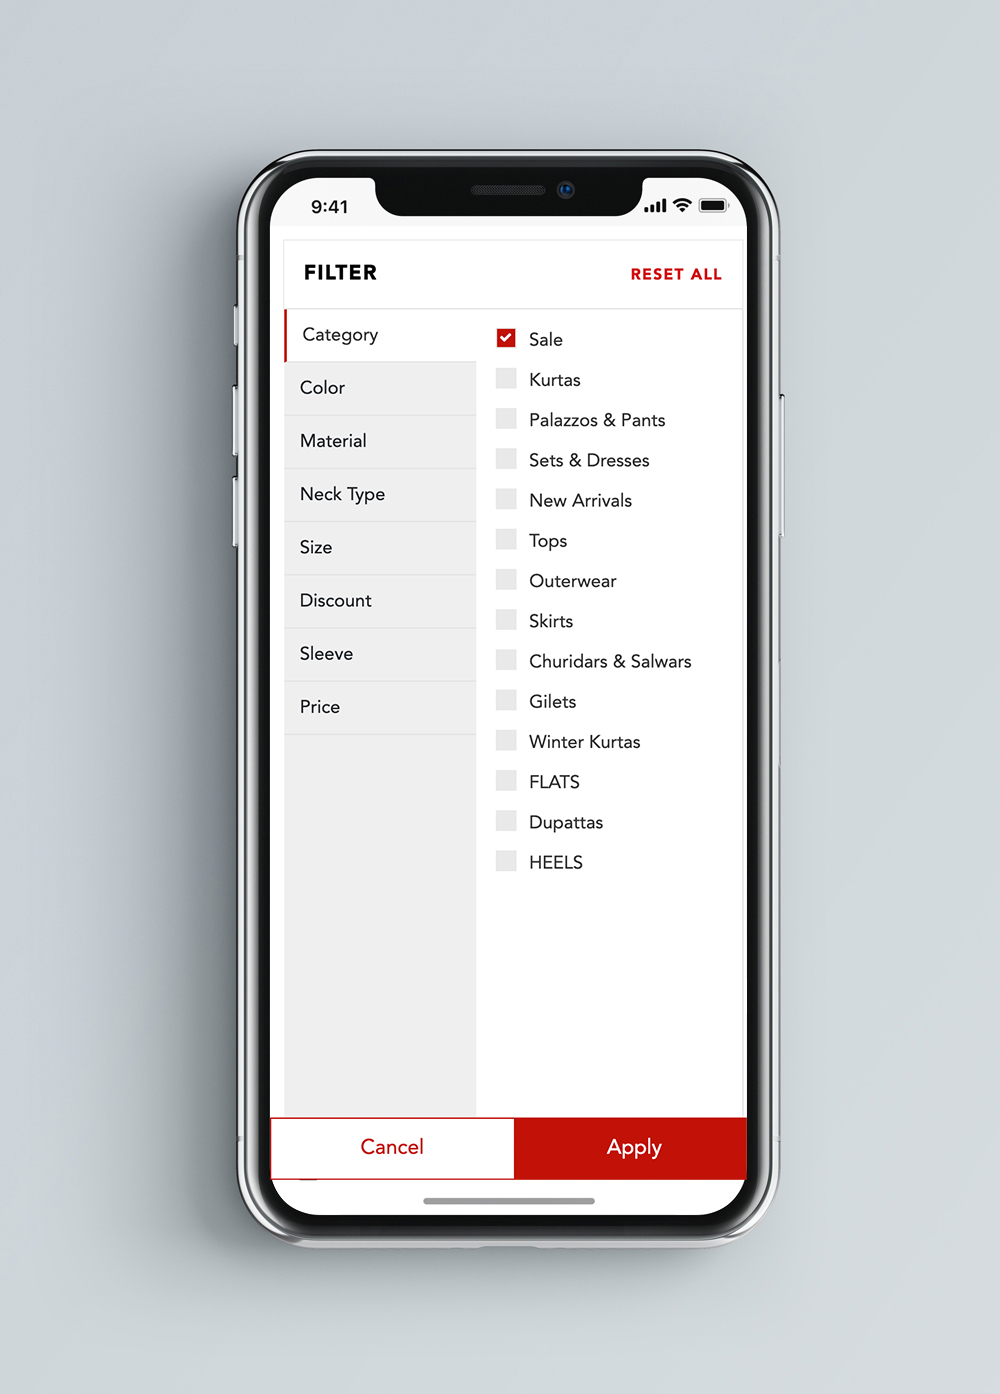 9:41
FILTER
RESET ALL
Category
Color
Material
Neck Type
Size
Discount
Sleeve
Price
Sale
Kurtas
Palazzos & Pants
Sets & Dresses
New Arrivals
Tops
Outerwear
Skirts
Churidars & Salwars
Gilets
Winter Kurtas
FLATS
Dupattas
HEELS
Cancel
Apply